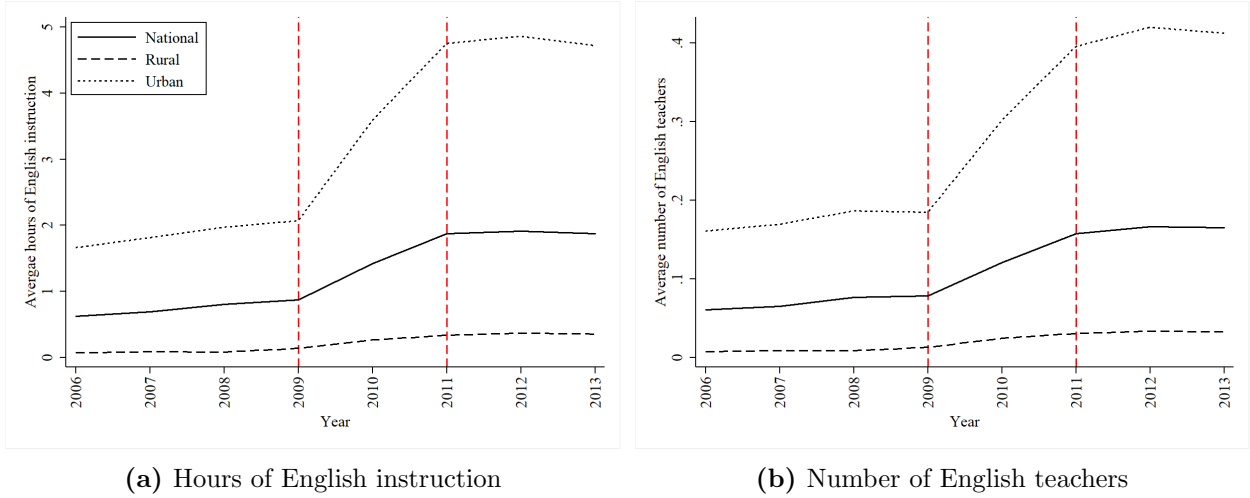 Avergae hours of English instruction
5
4
3
2
1
0
National
Rural
Urban
2006 2007 2008 2009 2010 2011 2012 2013
Year
(a) Hours of English instruction
Average number of English teachers
.4
.3
.2
.1
0
2006 2007 2008 2009 2010 2011 2012 2013
Year
(b) Number of English teachers